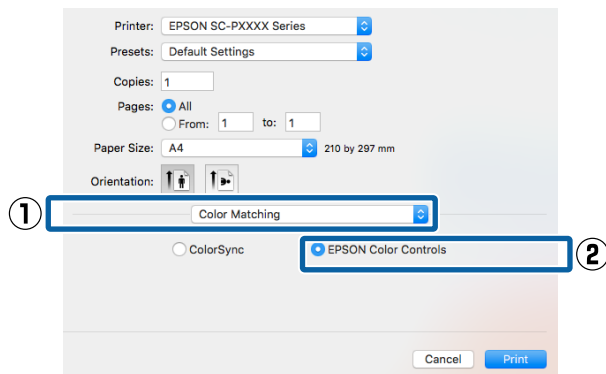 Printer: EPSON SC-PXXXX Series
Presets: Default Settings
Copies: 1
Pages: All
From: 1 to: 1
Paper Size: A4 210 by 297 mm
Orientation:
① Color Matching
ColorSync EPSON Color Controls ②
Cancel Print